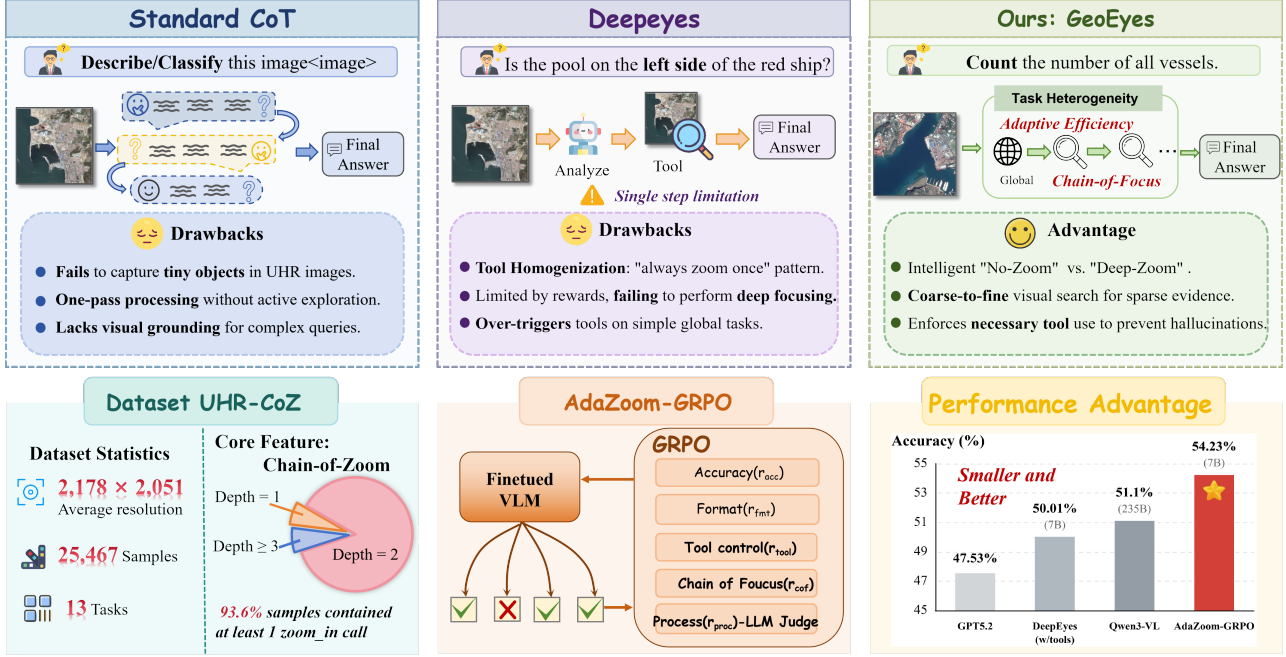 Standard CoT
Describe/Classify this image<image>
Final
Answer
Drawbacks
Fails to capture tiny objects in UHR images.
One-pass processing without active exploration.
Lacks visual grounding for complex queries.
Deepeyes
Is the pool on the left side of the red ship?
Analyze
Tool
Final
Answer
Single step limitation
Drawbacks
Tool Homogenization: "always zoom once" pattern.
Limited by rewards, failing to perform deep focusing.
Over-triggers tools on simple global tasks.
Ours: GeoEyes
Count the number of all vessels.
Task Heterogeneity
Adaptive Efficiency
Global
Chain-of-Focus
...
Final
Answer
Advantage
Intelligent "No-Zoom" vs. "Deep-Zoom" .
Coarse-to-fine visual search for sparse evidence.
Enforces necessary tool use to prevent hallucinations.
Dataset UHR-CoZ
Dataset Statistics
2,178 × 2,051
Average resolution
25,467 Samples
13 Tasks
Core Feature:
Chain-of-Zoom
Depth = 1
Depth ≥ 3
Depth = 2
93.6% samples contained
at least 1 zoom_in call
AdaZoom-GRPO
Finetued
VLM
GRPO
Accuracy(r_acc)
Format(r_fmt)
Tool control(r_tool)
Chain of Foucus(r_cof)
Process(r_proc)-LLM Judge
Performance Advantage
Accuracy (%)
Smaller and
Better
55
53
51
49
47
45
47.53%
50.01%
(7B)
51.1%
(235B)
54.23%
(7B)
GPT5.2
DeepEyes
(w/tools)
Qwen3-VL
AdaZoom-GRPO